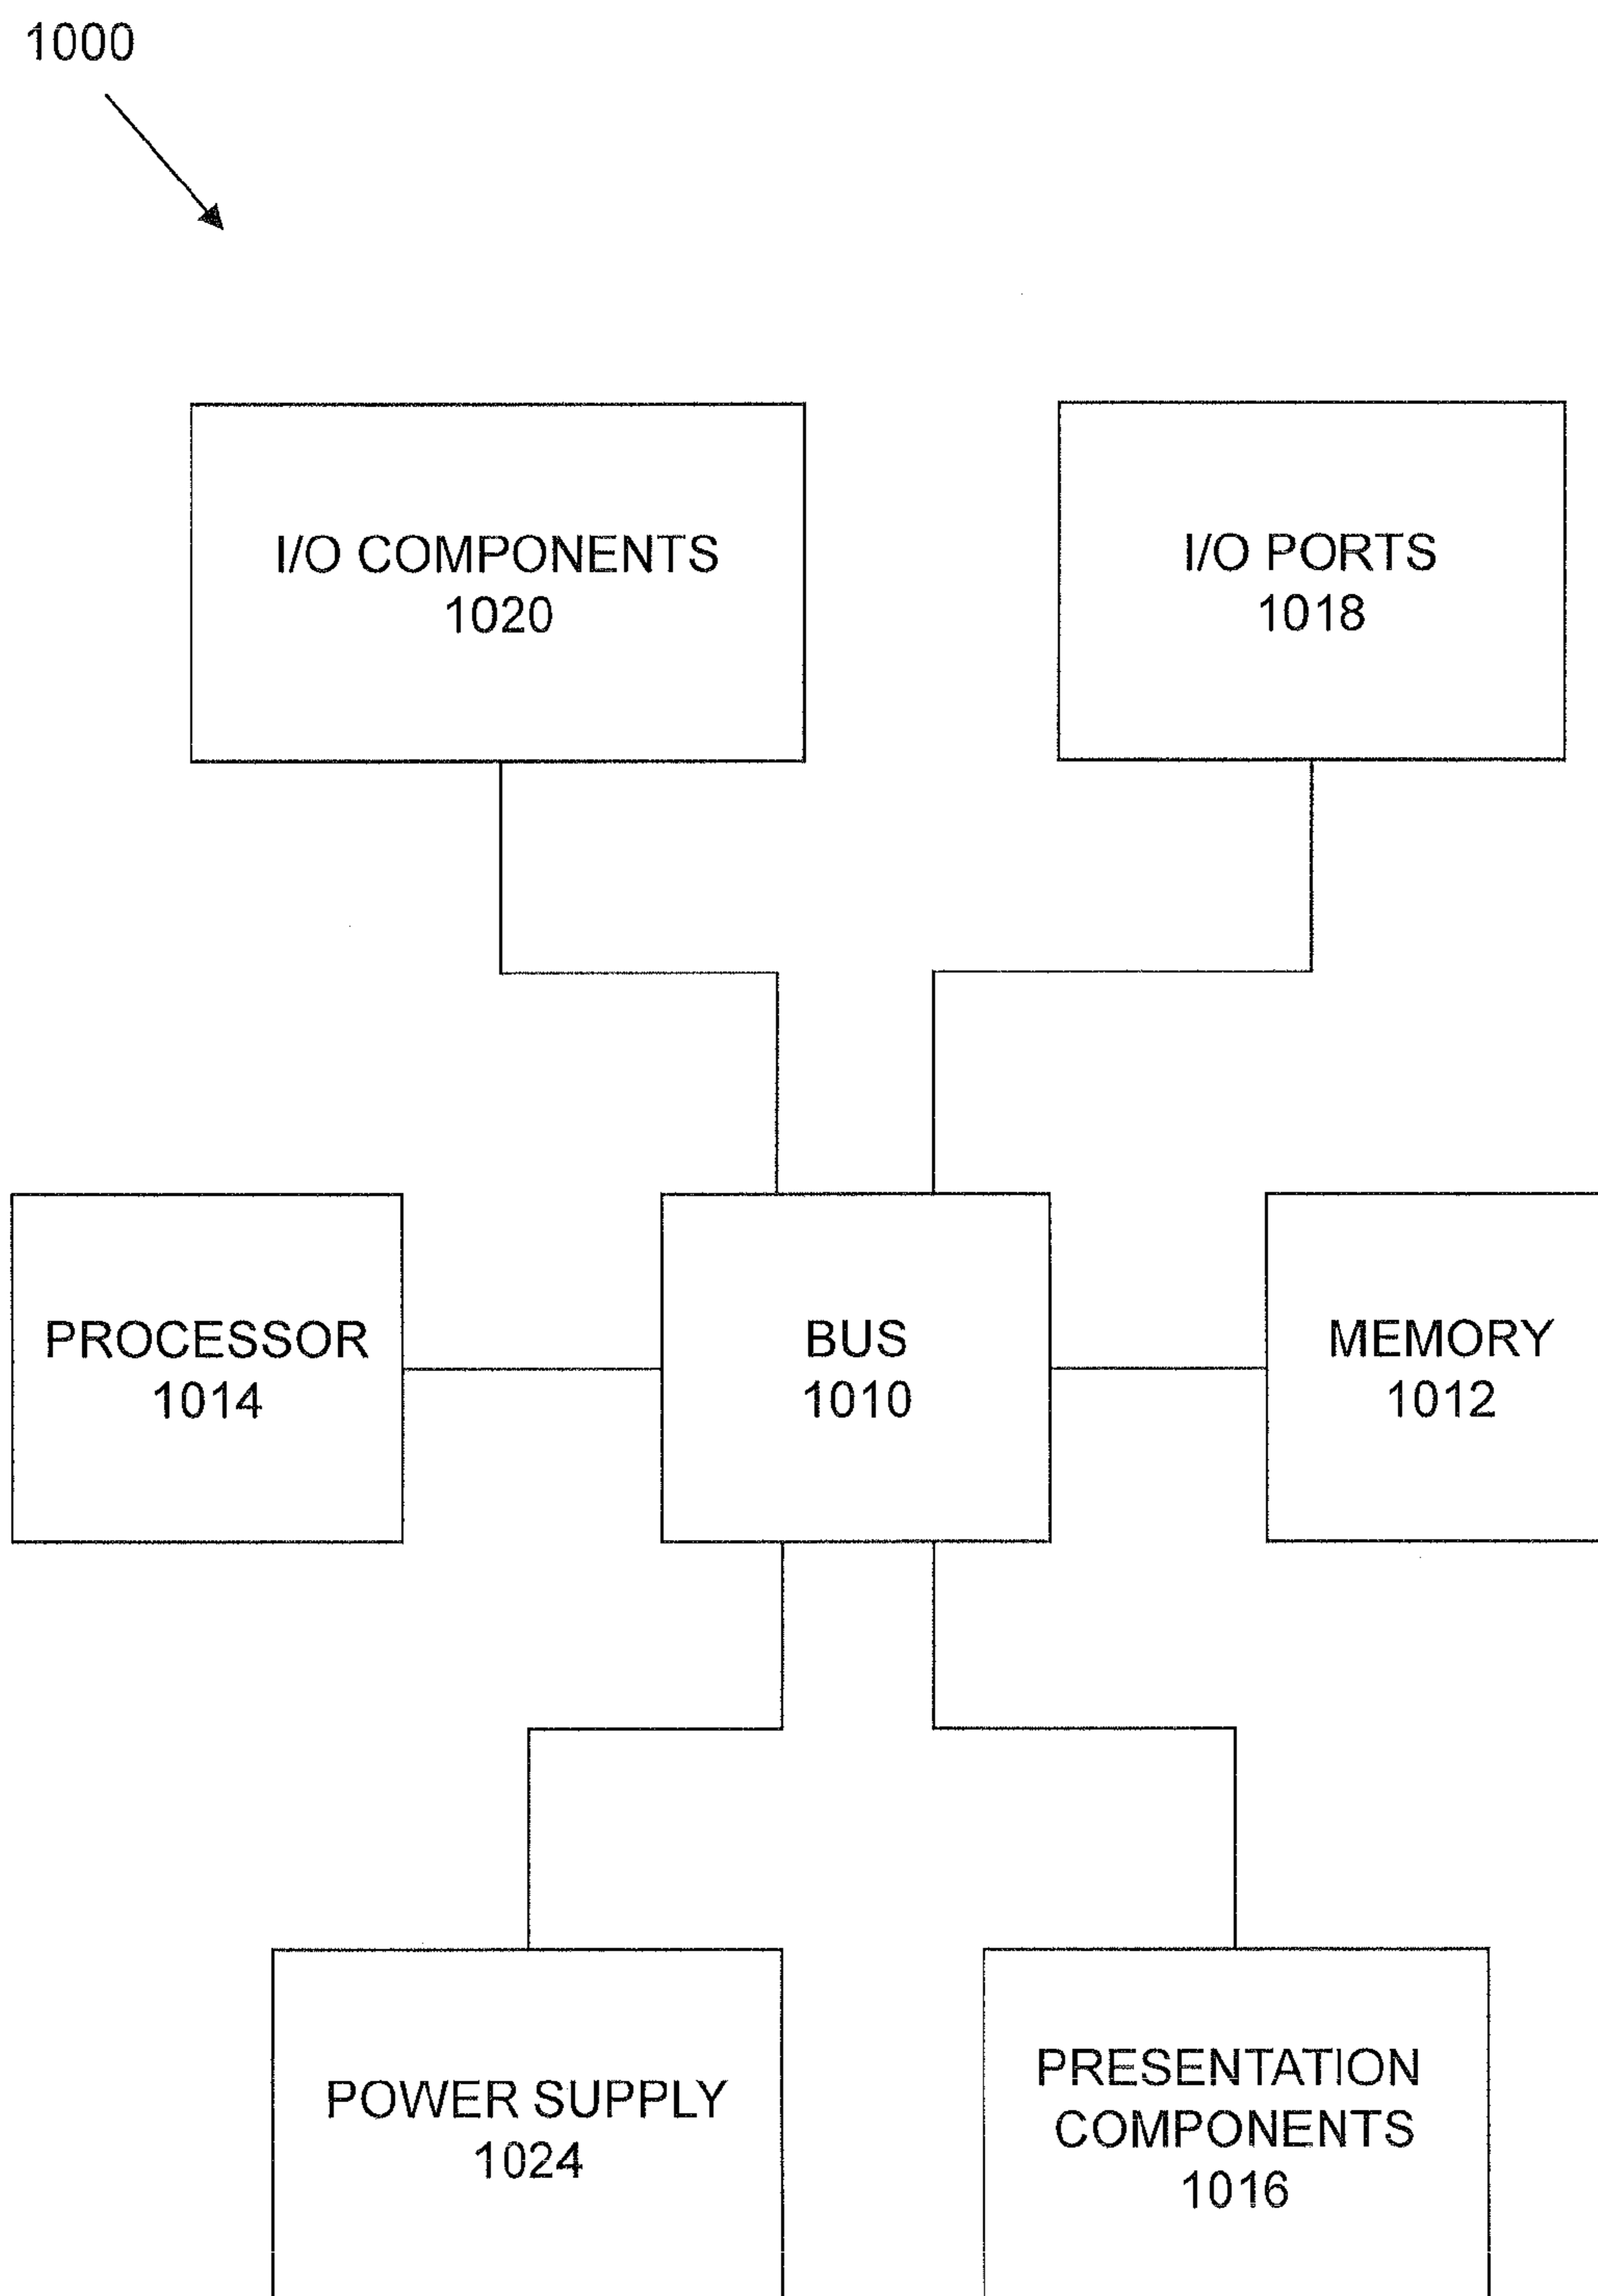 1000
I/O COMPONENTS
1020
I/O PORTS
1018
PROCESSOR
1014
BUS
1010
MEMORY
1012
POWER SUPPLY
1024
PRESENTATION
COMPONENTS
1016